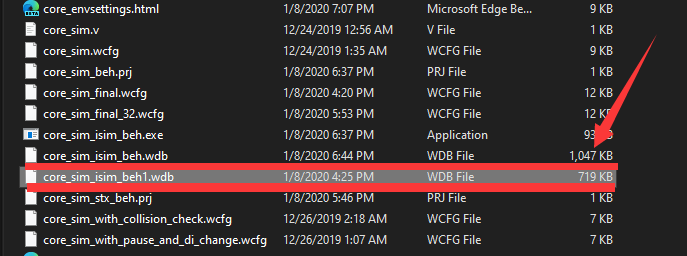 core_envsettings.html 1/8/2020 7:07 PM Microsoft Edge Be... 9 KB
core_sim.v 12/24/2019 12:56 AM V File 1 KB
core_sim.wcfg 12/24/2019 1:35 AM WCFG File 9 KB
core_sim_beh.prj 1/8/2020 6:37 PM PRJ File 1 KB
core_sim_final.wcfg 1/8/2020 4:20 PM WCFG File 12 KB
core_sim_final_32.wcfg 1/8/2020 5:53 PM WCFG File 12 KB
core_sim_isim_beh.exe 1/8/2020 6:37 PM Application
core_sim_isim_beh.wdb 1/8/2020 6:44 PM WDB File 1,047 KB
core_sim_isim_beh1.wdb 1/8/2020 4:25 PM WDB File 719 KB
core_sim_stx_beh.prj 1/8/2020 5:46 PM PRJ File 1 KB
core_sim_with_collision_check.wcfg 12/26/2019 2:18 AM WCFG File 7 KB
core_sim_with_pause_and_di_change.wcfg 12/26/2019 1:07 AM WCFG File 7 KB